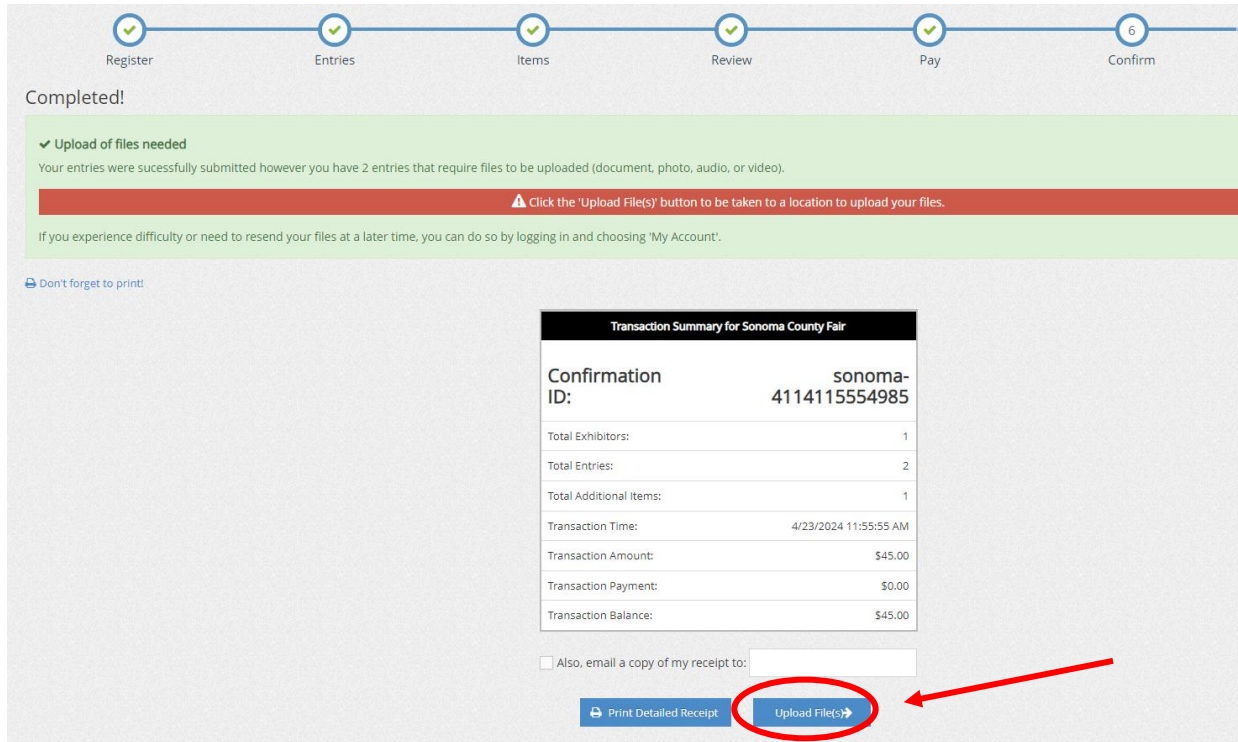 6
Register Entries Items Review Pay Confirm
Completed!
Upload of files needed
Your entries were sucessfully submitted however you have 2 entries that require files to be uploaded (document, photo, audio, or video).
Click the 'Upload File(s)' button to be taken to a location to upload your files.
If you experience difficulty or need to resend your files at a later time, you can do so by logging in and choosing 'My Account'.
Don't forget to print!
Transaction Summary for Sonoma County Fair
Confirmation sonoma-
ID: 4114115554985
Total Exhibitors: 1
Total Entries: 2
Total Additional Items: 1
Transaction Time: 4/23/2024 11:55:55 AM
Transaction Amount: $45.00
Transaction Payment: $0.00
Transaction Balance: $45.00
Also, email a copy of my receipt to:
Print Detailed Receipt Upload File(s)